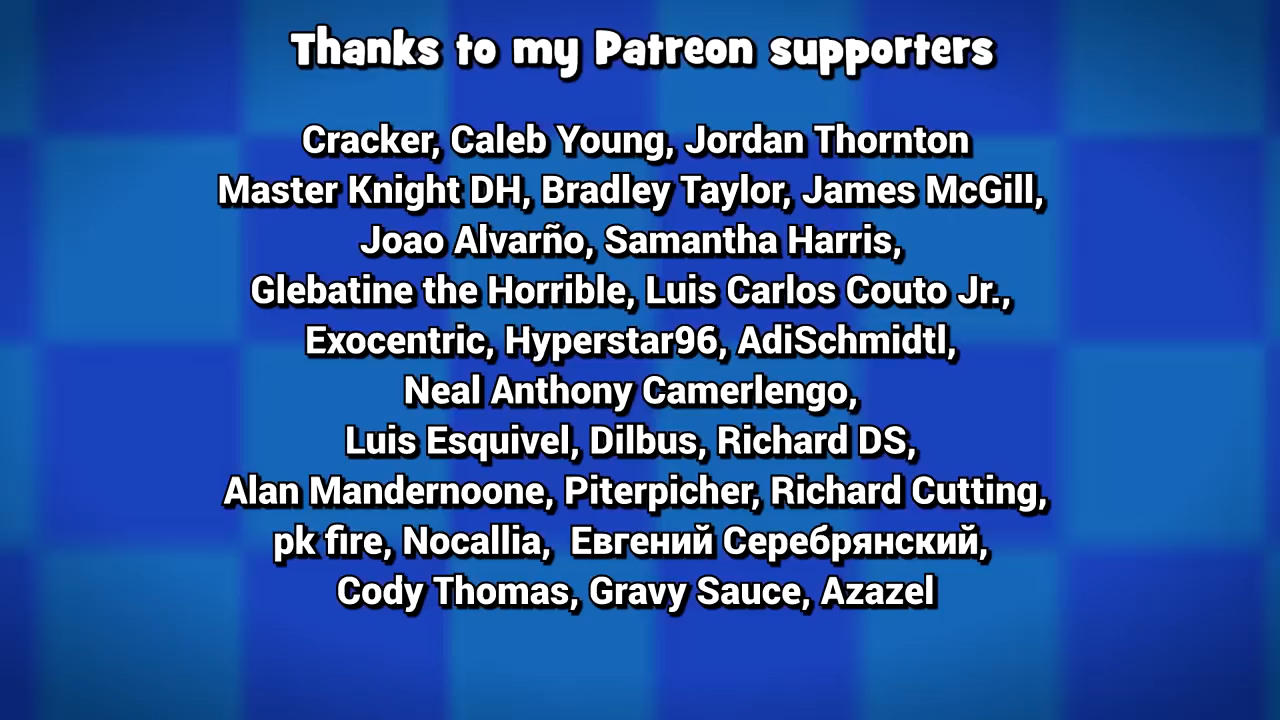 Thanks to my Patreon supporters
Cracker, Caleb Young, Jordan Thornton
Master Knight DH, Bradley Taylor, James McGill,
Joao Alvarño, Samantha Harris,
Glebatine the Horrible, Luis Carlos Couto Jr.,
Exocentric, Hyperstar96, AdiSchmidtl,
Neal Anthony Camerlengo,
Luis Esquivel, Dilbus, Richard DS,
Alan Mandernoone, Piterpicher, Richard Cutting,
pk fire, Nocallia, Евгений Серебрянский,
Cody Thomas, Gravy Sauce, Azazel